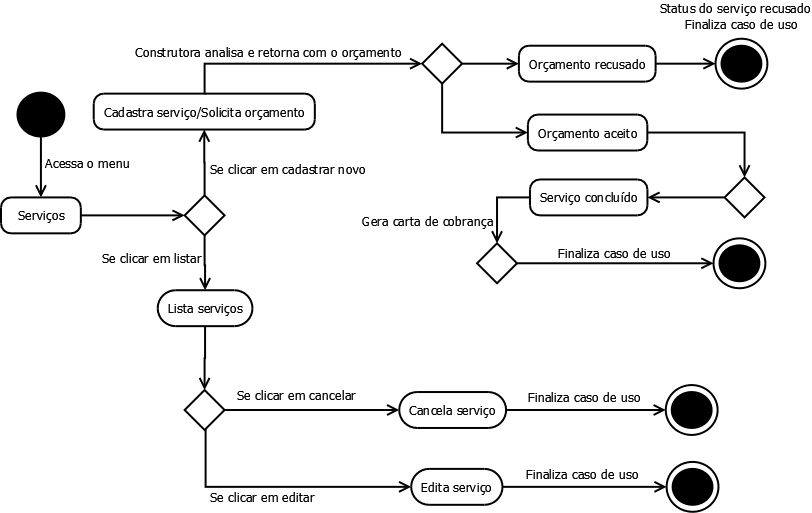 Status do serviço recusado
Finaliza caso de uso
Construtora analisa e retorna com o orçamento
Orçamento recusado
Cadastra serviço/Solicita orçamento
Orçamento aceito
Acessa o menu
Se clicar em cadastrar novo
Serviço concluído
Serviços
Gera carta de cobrança
Se clicar em listar
Finaliza caso de uso
Lista serviços
Se clicar em cancelar
Cancela serviço
Finaliza caso de uso
Se clicar em editar
Edita serviço
Finaliza caso de uso